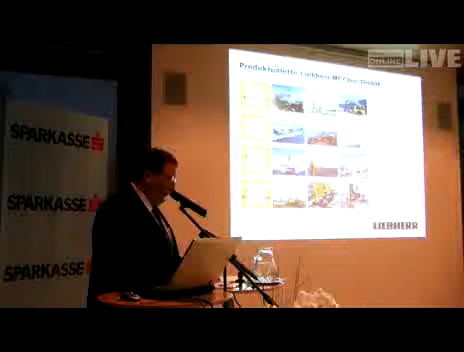 ONLINE LIVE
Produktpalette Liebherr MCCtec GmbH
SPARKASSE
SPARKASSE
SPARKASSE
LIEBHERR